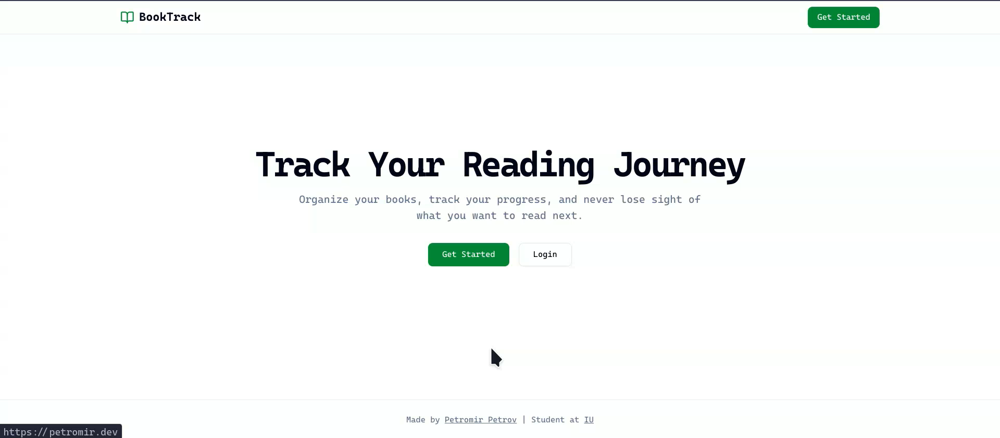 BookTrack
Get Started
Track Your Reading Journey
Organize your books, track your progress, and never lose sight of
what you want to read next.
Get Started
Login
Made by Petromir Petrov | Student at IU
https://petromir.dev